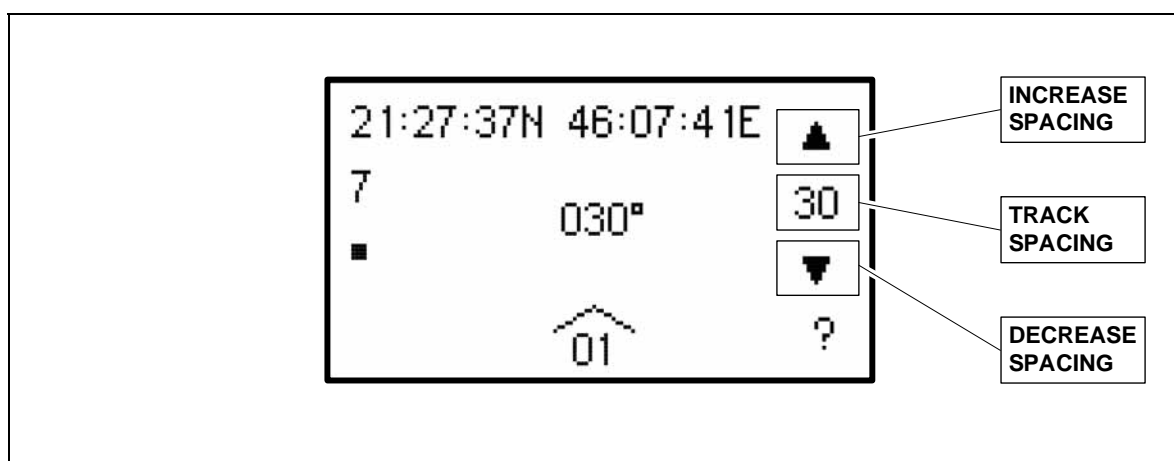 21:27:37N 46:07:41E
▲
7
030°
30
■
▼
01
?
INCREASE
SPACING
TRACK
SPACING
DECREASE
SPACING